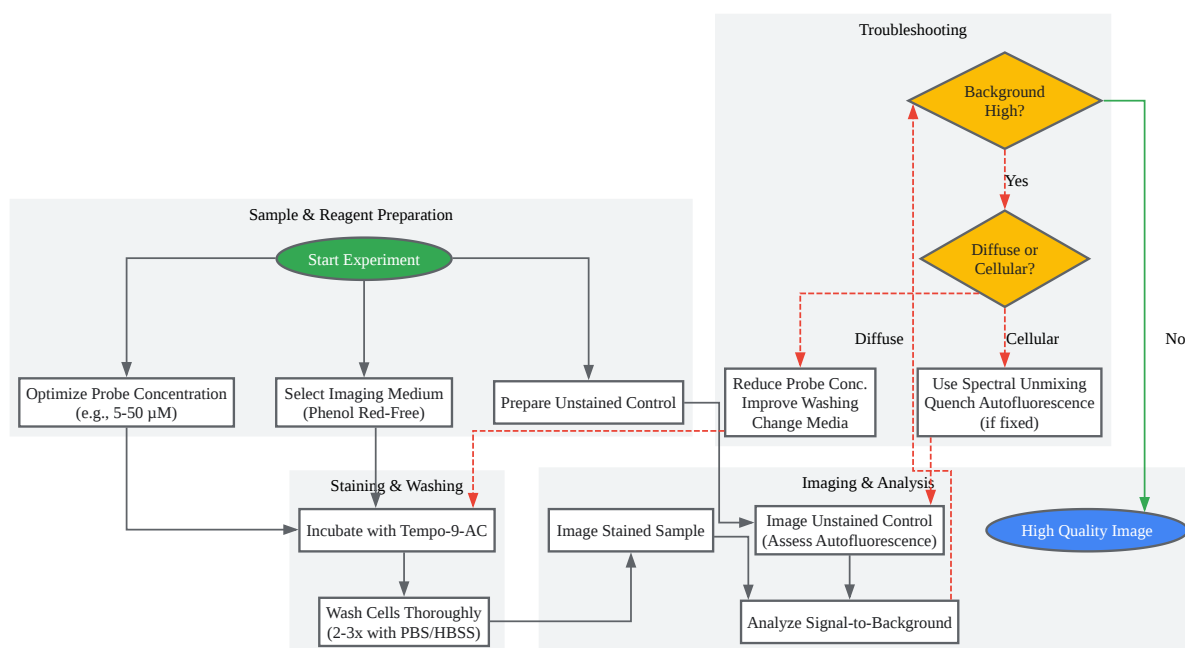 Troubleshooting
Background
High?
Yes
Sample & Reagent Preparation
Start Experiment
Diffuse or
Cellular?
Diffuse
Cellular
No
Optimize Probe Concentration
(e.g., 5-50 µM)
Select Imaging Medium
(Phenol Red-Free)
Prepare Unstained Control
Reduce Probe Conc.
Improve Washing
Change Media
Use Spectral Unmixing
Quench Autofluorescence
(if fixed)
Staining & Washing
Imaging & Analysis
Incubate with Tempo-9-AC
Image Stained Sample
Image Unstained Control
(Assess Autofluorescence)
High Quality Image
Wash Cells Thoroughly
(2-3x with PBS/HBSS)
Analyze Signal-to-Background